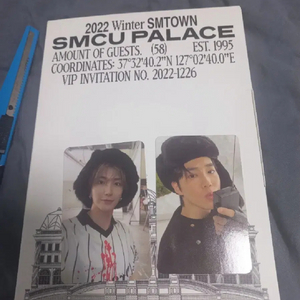 2022 Winter SMTOWN
SMCU PALACE
AMOUNT OF GUESTS. (58) EST. 1995
COORDINATES: 37°32'40.2"N 127°02'40.0"E
VIP INVITATION NO. 2022-1226